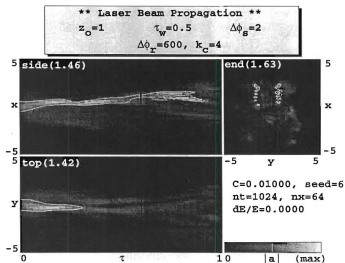 ** Laser Beam Propagation **
z_o=1 τ_w=0.5 Δϕ_s=2
Δϕ_r=600, k_c=4
5 side(1.46) end(1.63) 5
x x
-5 -5
-5 y 5
5 top(1.42)
y
-5
0 τ 1
C=0.01000, seed=6
nt=1024, nx=64
dE/E=0.0000
0 |a| (max)